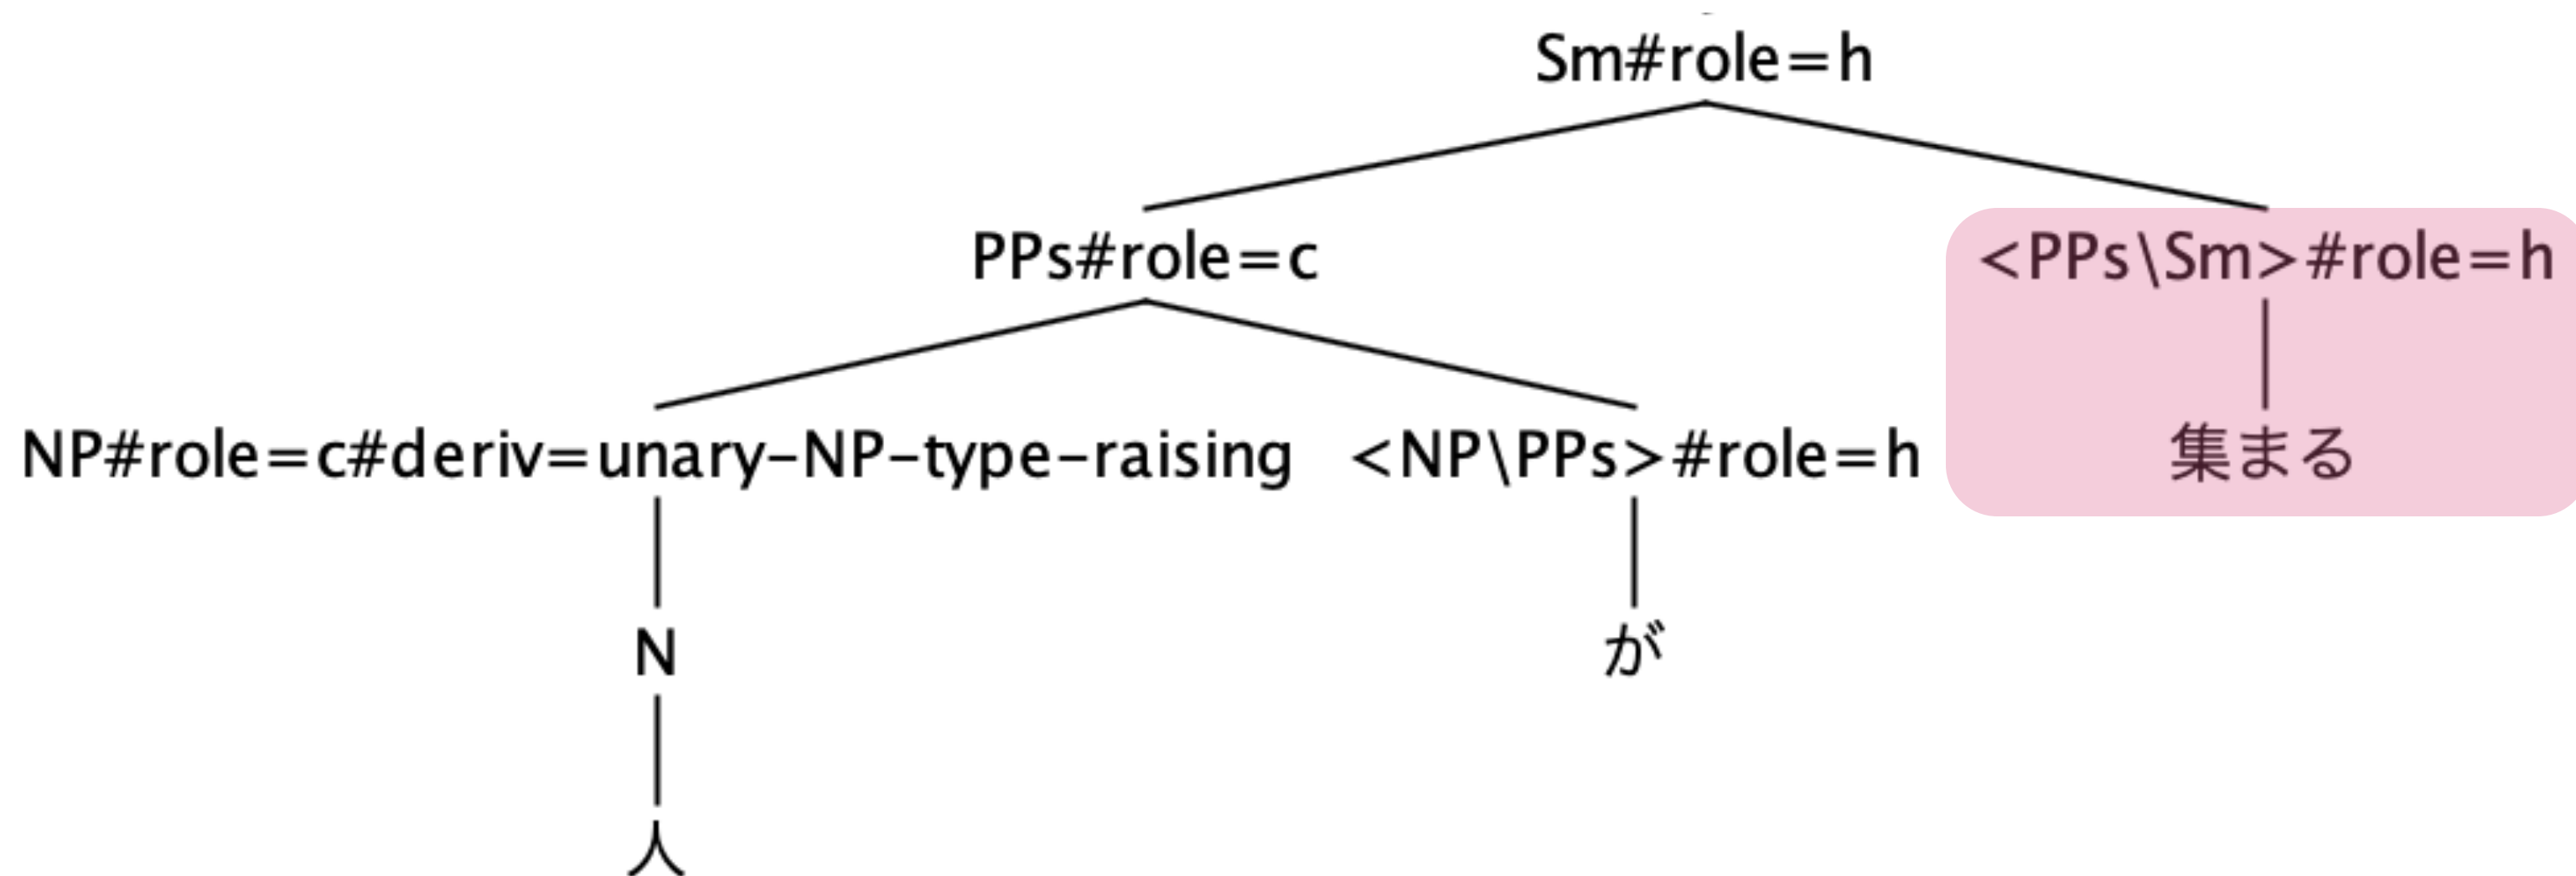 Sm#role=h
PPs#role=c <PPs\Sm>#role=h
NP#role=c#deriv=unary-NP-type-raising <NP\PPs>#role=h 集まる
N が
人